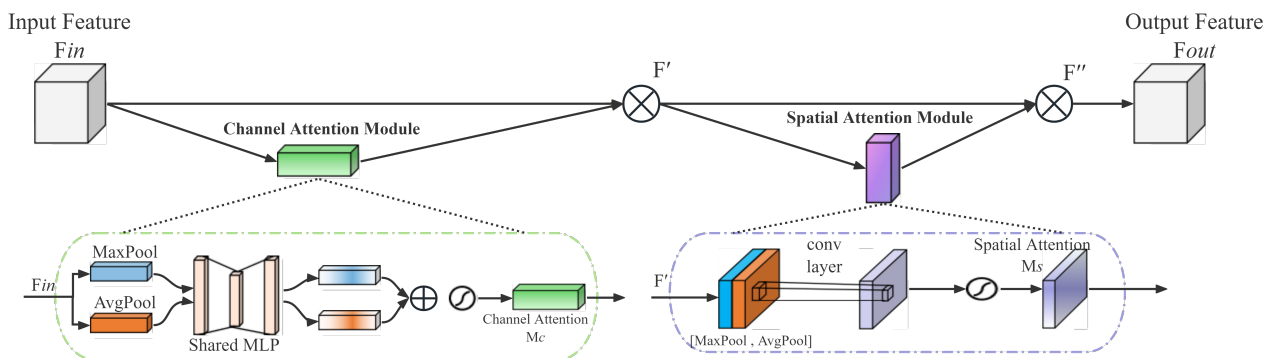 Input Feature
Fin
Output Feature
Fout
F′
F′′
Channel Attention Module
Spatial Attention Module
MaxPool
Fin
AvgPool
Shared MLP
Channel Attention
Mc
F′
conv
layer
[MaxPool , AvgPool]
Spatial Attention
Ms